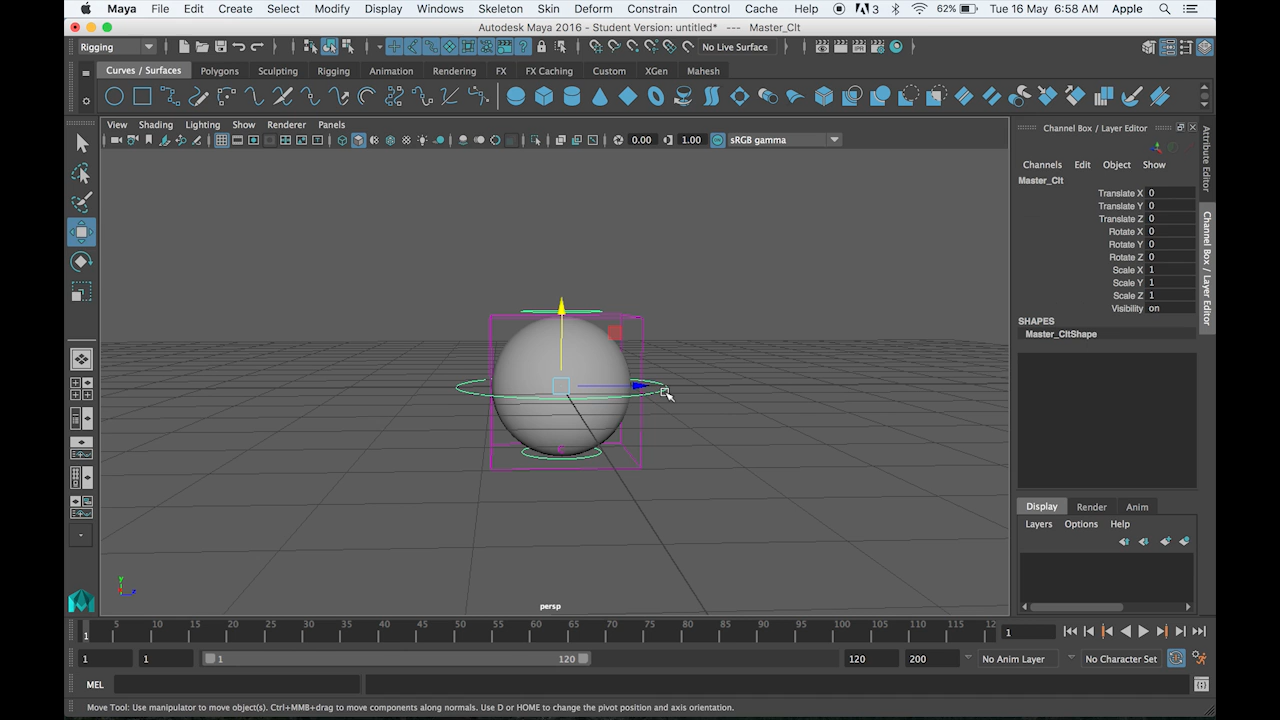 Maya File Edit Create Select Modify Display Windows Skeleton Skin Deform Constrain Control Cache Help 3 62% Tue 16 May 6:58 AM Apple
Autodesk Maya 2016 - Student Version: untitled* --- Master_Clt
Rigging No Live Surface
Curves / Surfaces Polygons Sculpting Rigging Animation Rendering FX FX Caching Custom XGen Mahesh
View Shading Lighting Show Renderer Panels
0.00 1.00 sRGB gamma
Channel Box / Layer Editor
Channels Edit Object Show
Master_Clt
Translate X 0
Translate Y 0
Translate Z 0
Rotate X 0
Rotate Y 0
Rotate Z 0
Scale X 1
Scale Y 1
Scale Z 1
Visibility on
SHAPES
Master_CltShape
Attribute Editor
Channel Box / Layer Editor
Display Render Anim
Layers Options Help
y
z
persp
1 5 10 15 20 25 30 35 40 45 50 55 60 65 70 75 80 85 90 95 100 105 110 115 12 1
1 1 1 120 120 200 No Anim Layer No Character Set
MEL
Move Tool: Use manipulator to move object(s). Ctrl+MMB+drag to move components along normals. Use D or HOME to change the pivot position and axis orientation.